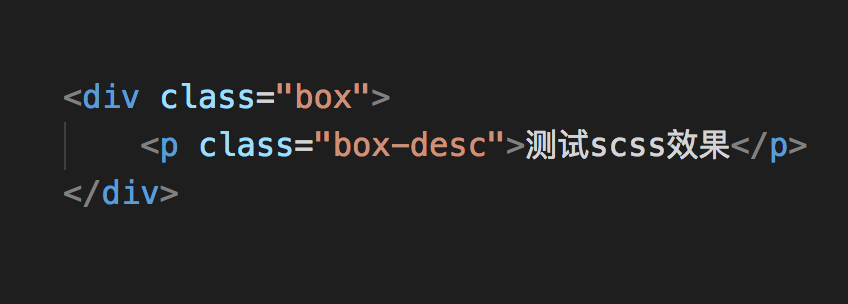 <div class="box">
    <p class="box-desc">测试scss效果</p>
</div>